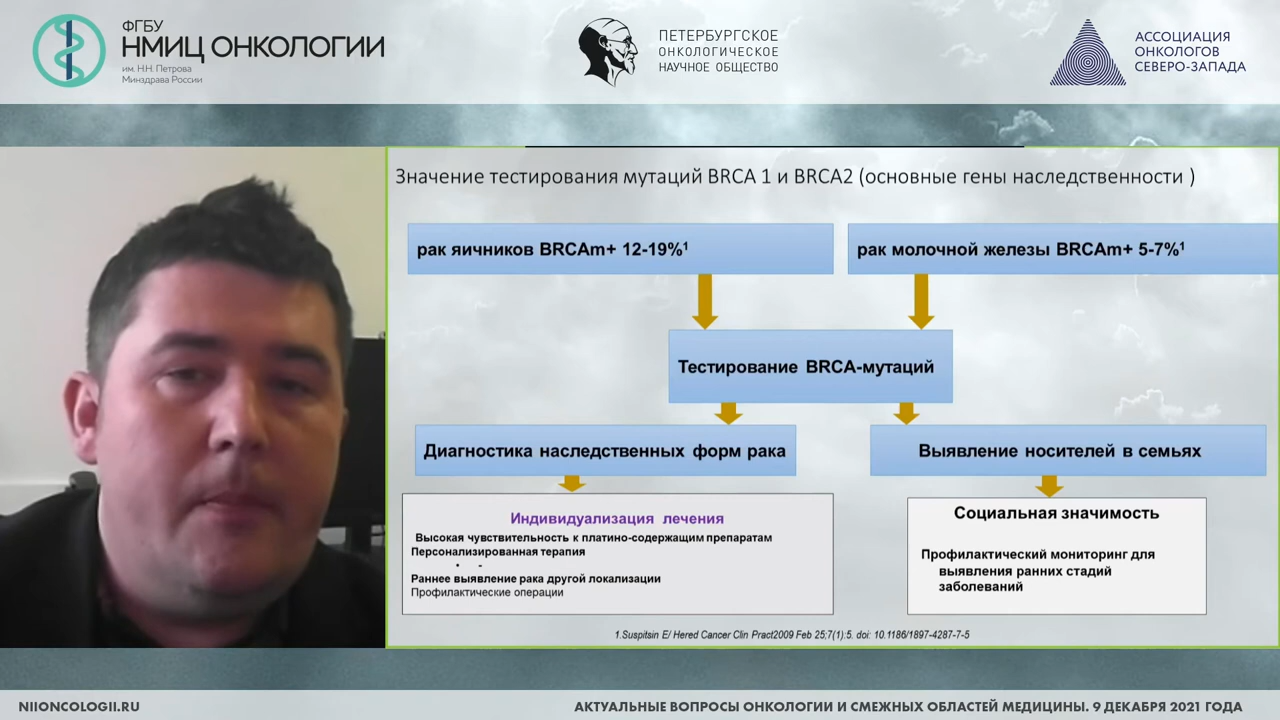 ФГБУ
НМИЦ ОНКОЛОГИИ
им. Н.Н. Петрова
Минздрава России
ПЕТЕРБУРГСКОЕ
ОНКОЛОГИЧЕСКОЕ
НАУЧНОЕ ОБЩЕСТВО
АССОЦИАЦИЯ
ОНКОЛОГОВ
СЕВЕРО-ЗАПАДА
Значение тестирования мутаций BRCA 1 и BRCA2 (основные гены наследственности )
рак яичников BRCAm+ 12-19%¹
рак молочной железы BRCAm+ 5-7%¹
Тестирование BRCA-мутаций
Диагностика наследственных форм рака
Выявление носителей в семьях
Индивидуализация лечения
Высокая чувствительность к платино-содержащим препаратам
Персонализированная терапия
Раннее выявление рака другой локализации
Профилактические операции
Социальная значимость
Профилактический мониторинг для
выявления ранних стадий
заболеваний
1.Suspitsin E/ Hered Cancer Clin Pract2009 Feb 25;7(1):5. doi: 10.1186/1897-4287-7-5
NIIONCOLOGII.RU
АКТУАЛЬНЫЕ ВОПРОСЫ ОНКОЛОГИИ И СМЕЖНЫХ ОБЛАСТЕЙ МЕДИЦИНЫ. 9 ДЕКАБРЯ 2021 ГОДА